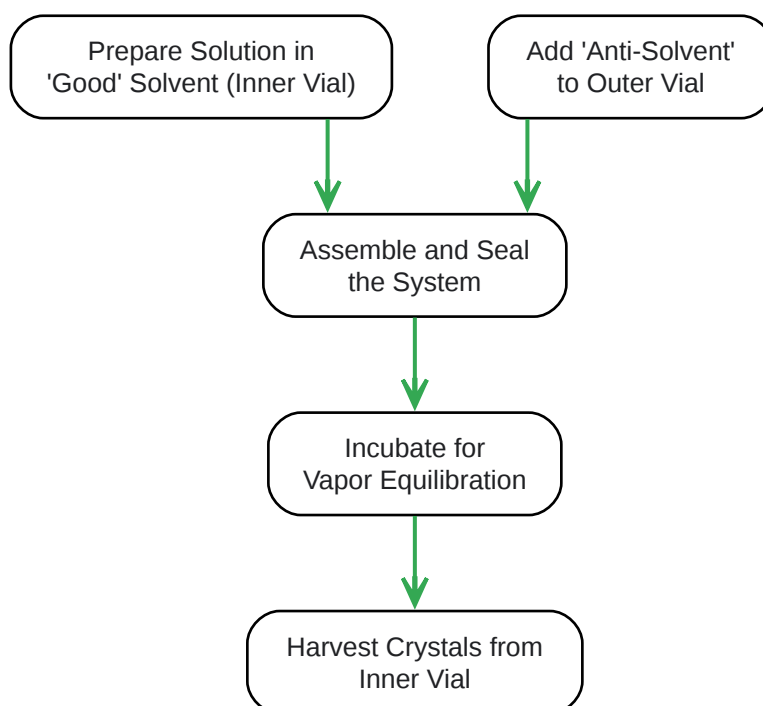 Prepare Solution in
'Good' Solvent (Inner Vial)
Add 'Anti-Solvent'
to Outer Vial
Assemble and Seal
the System
Incubate for
Vapor Equilibration
Harvest Crystals from
Inner Vial